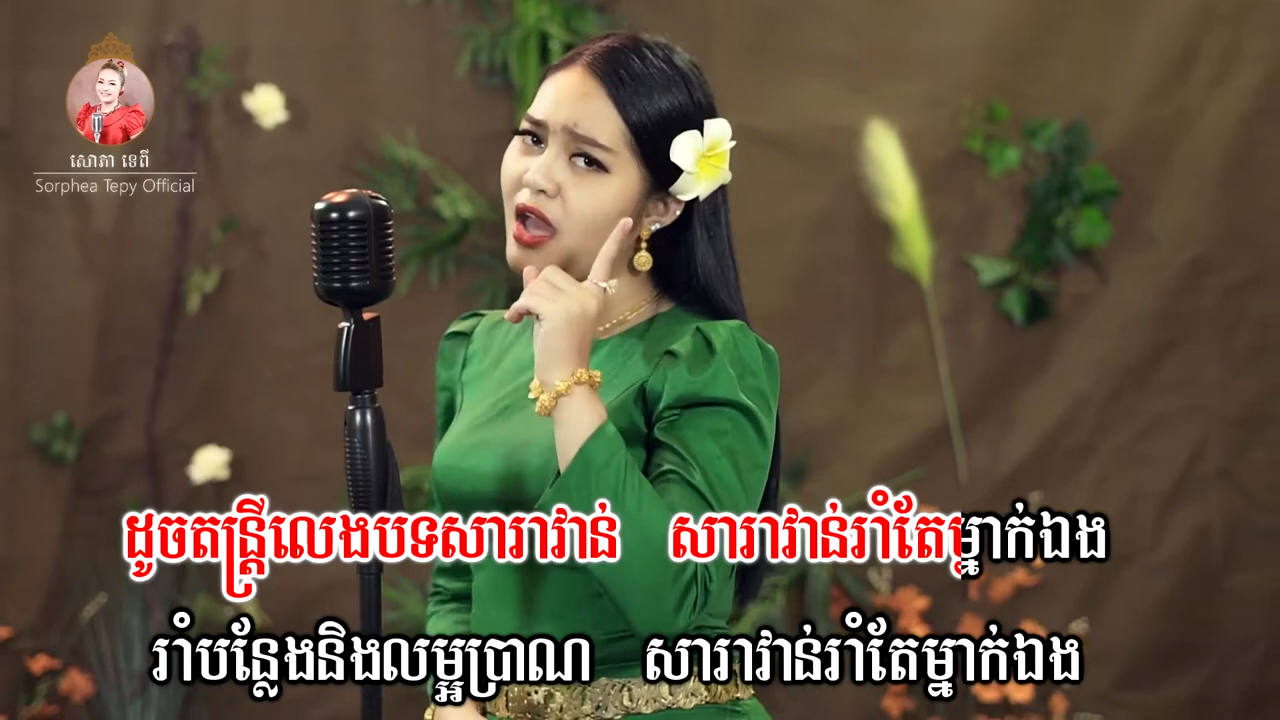 សោភា ទេពី
Sorphea Tepy Official
ដូចតន្ត្រីលេងបទសារាវាន់ សារាវាន់រាំតែម្នាក់ឯង
រាំបន្លែងនិងលម្អប្រាណ សារាវាន់រាំតែម្នាក់ឯង